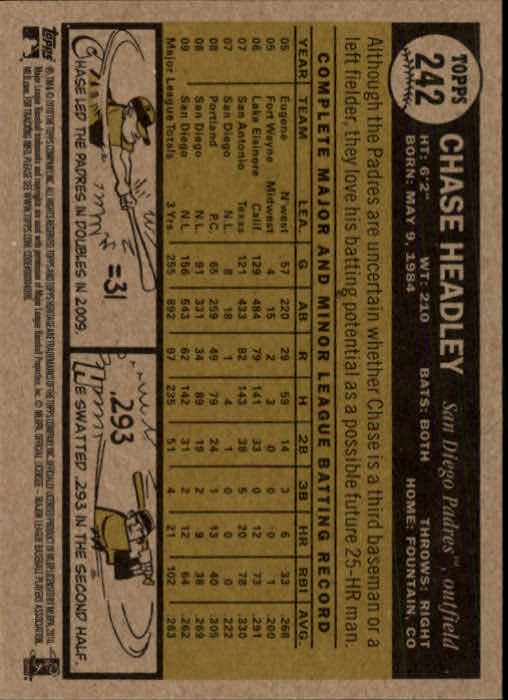 TOPPS
242
CHASE HEADLEY
San Diego Padres™, outfield
HT: 6'2" WT: 210 BATS: BOTH THROWS: RIGHT
BORN: MAY 9, 1984 HOME: FOUNTAIN, CO
Although the Padres are uncertain whether Chase is a third baseman or a
left fielder, they love his batting potential as a possible future 25-HR man.
COMPLETE MAJOR AND MINOR LEAGUE BATTING RECORD
YEAR TEAM LEA. G AB R H 2B 3B HR RBI AVG.
05 Eugene N'west 57 220 29 59 14 3 6 33 .268
05 Fort Wayne Midwest 4 15 2 3 0 0 0 1 .200
06 Lake Elsinore Calif 129 484 79 141 33 0 12 73 .291
07 San Antonio Texas 121 433 82 143 38 5 20 78 .330
07 San Diego N.L. 8 18 1 4 1 0 0 0 .222
08 Portland P.C. 65 259 49 79 24 1 13 40 .305
08 San Diego N.L. 91 331 34 89 19 2 9 38 .269
09 San Diego N.L. 156 543 62 142 31 2 12 64 .262
Major League Totals 3 Yrs. 255 892 97 235 51 4 21 102 .263
=31
CHASE LED THE PADRES IN DOUBLES IN 2009.
.293
HE SWATTED .293 IN THE SECOND HALF.